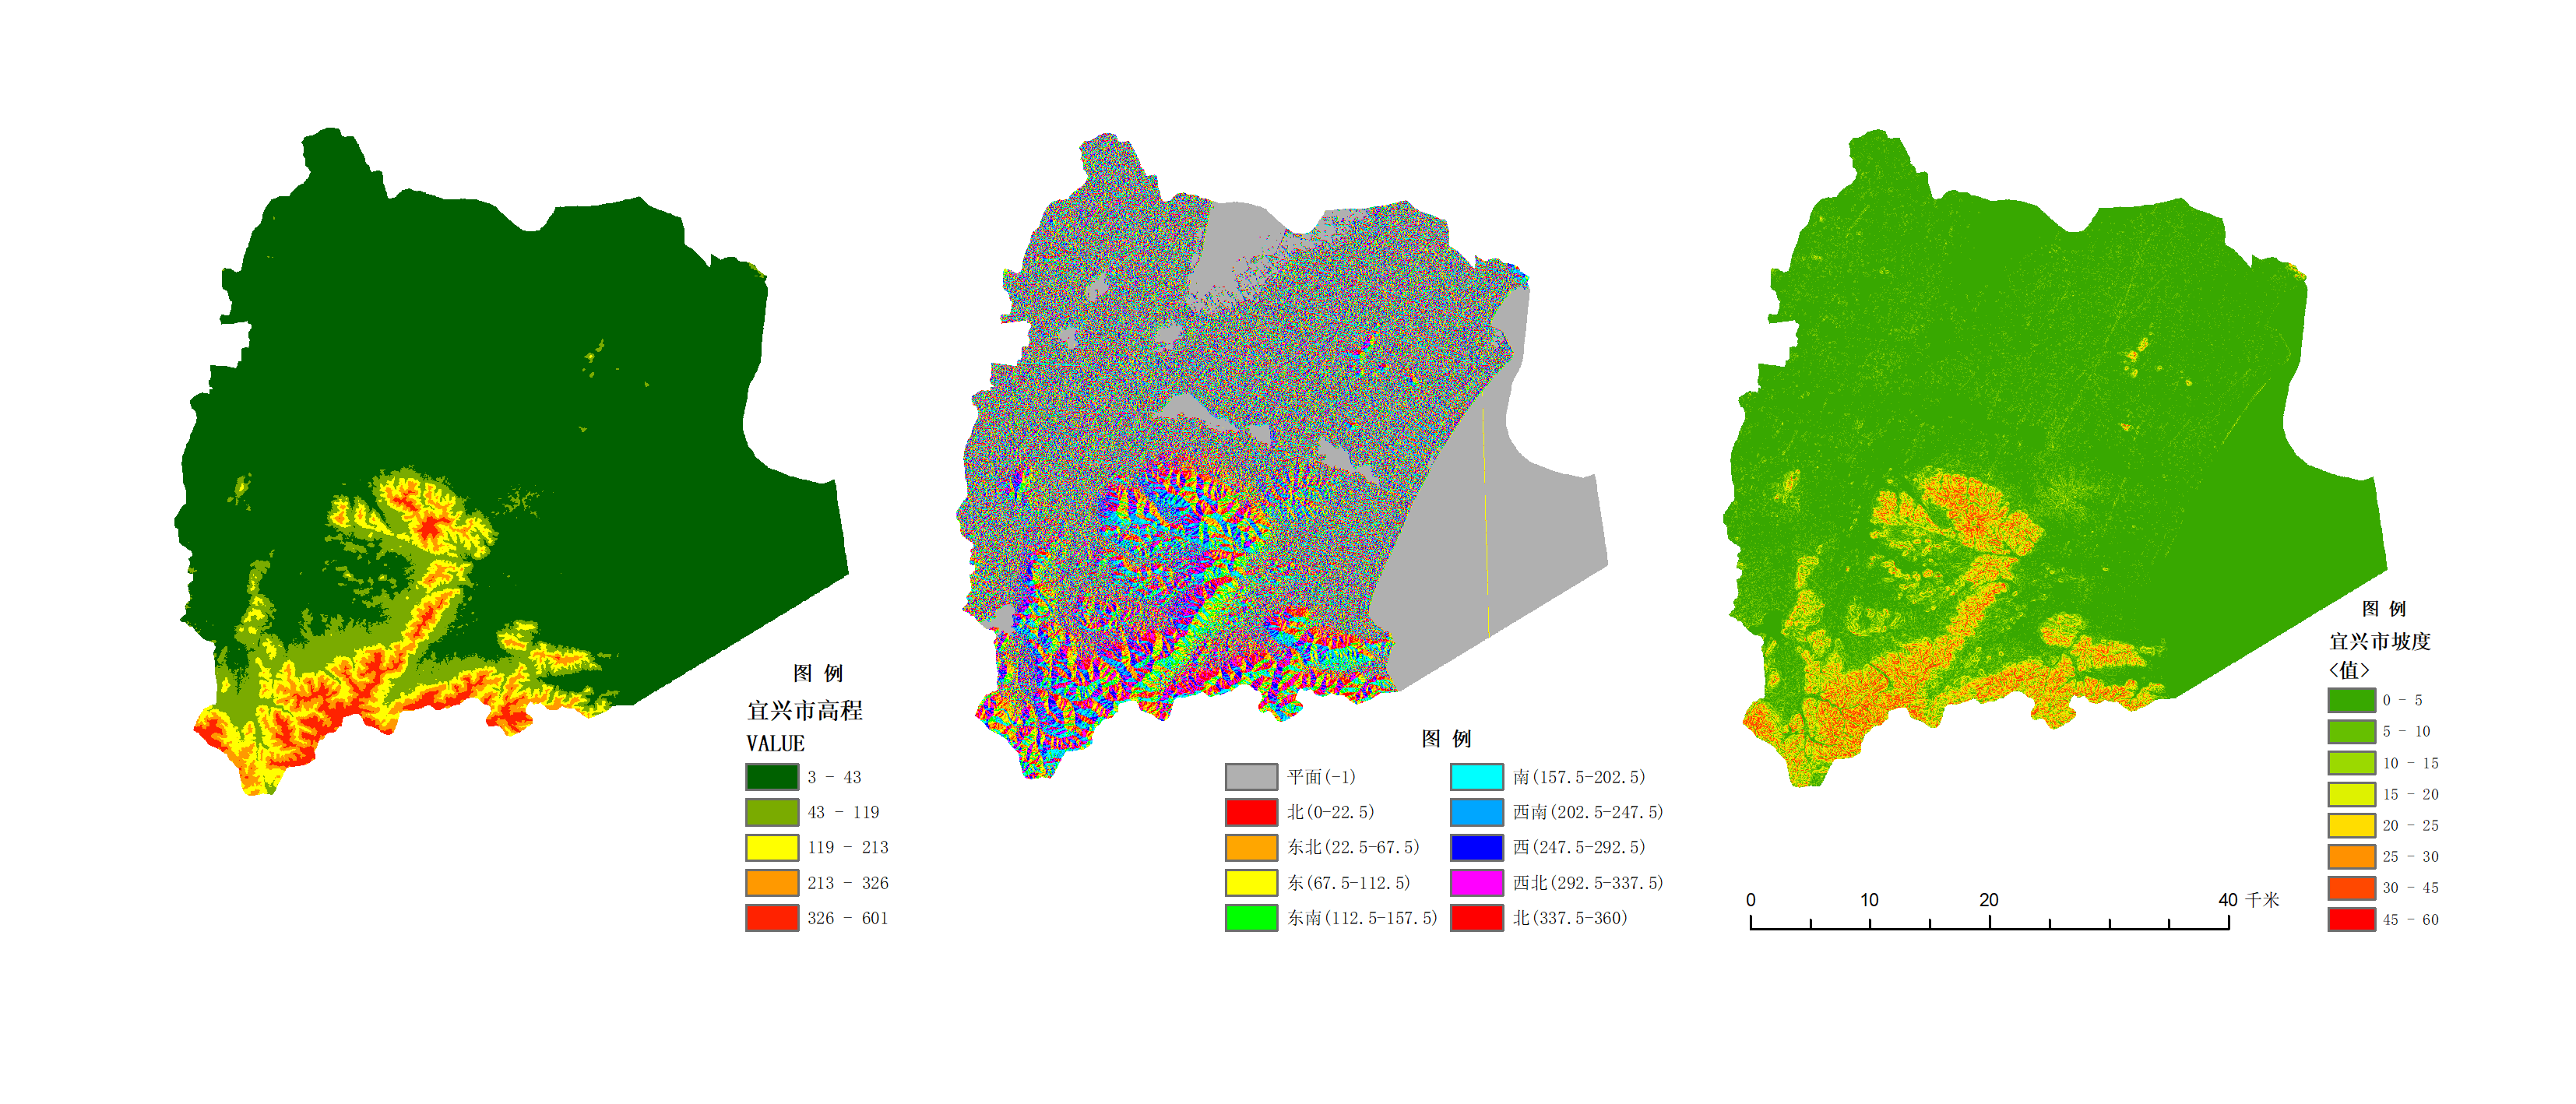 图 例
宜兴市高程
VALUE
3 - 43
43 - 119
119 - 213
213 - 326
326 - 601
图 例
平面(-1)
北(0-22.5)
东北(22.5-67.5)
东(67.5-112.5)
东南(112.5-157.5)
南(157.5-202.5)
西南(202.5-247.5)
西(247.5-292.5)
西北(292.5-337.5)
北(337.5-360)
0 10 20 40 千米
图 例
宜兴市坡度
<值>
0 - 5
5 - 10
10 - 15
15 - 20
20 - 25
25 - 30
30 - 45
45 - 60